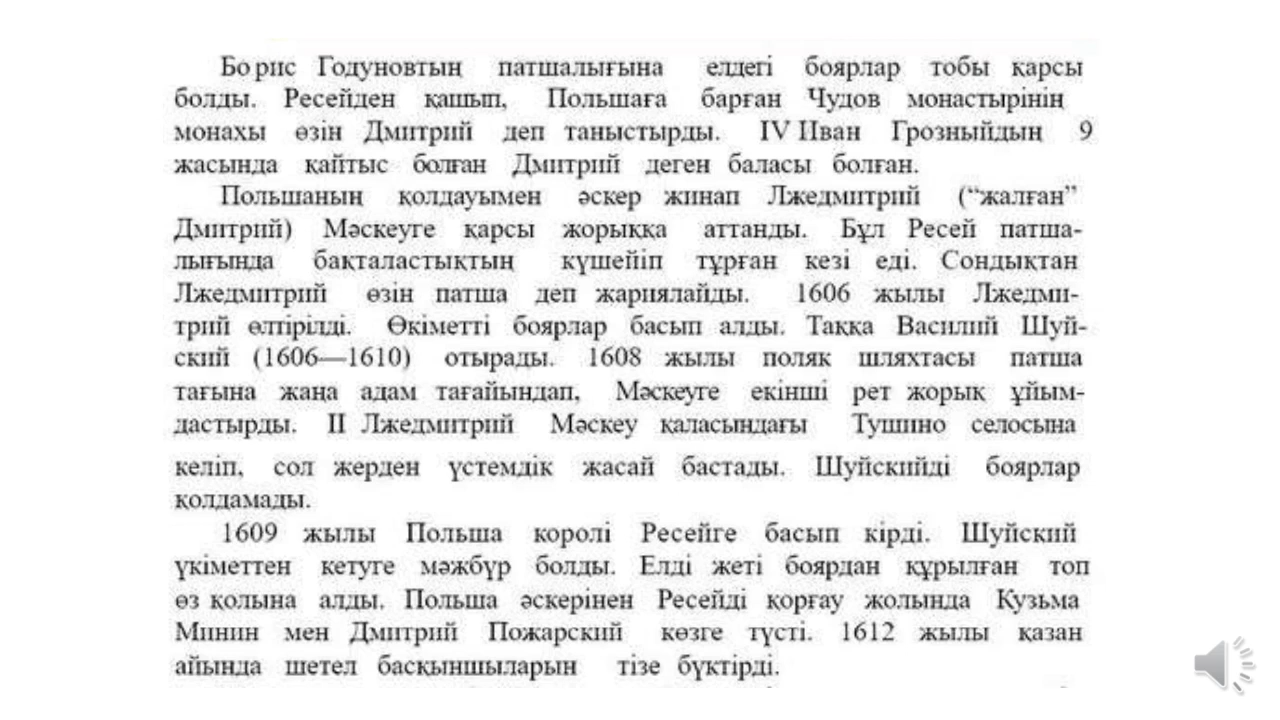 Борис Годуновтың патшалығына елдегі боярлар тобы қарсы
болды. Ресейден қашып, Польшаға барған Чудов монастырінің
монахы өзін Дмитрий деп таныстырды. IV Иван Грозныйдың 9
жасында қайтыс болған Дмитрий деген баласы болған.
Польшаның қолдауымен әскер жинап Лжедмитрий (“жалған”
Дмитрий) Мәскеуге қарсы жорыққа аттанды. Бұл Ресей патша-
лығында бақталастықтың күшейіп тұрған кезі еді. Сондықтан
Лжедмитрий өзін патша деп жариялайды. 1606 жылы Лжедми-
трий өлтірілді. Өкіметті боярлар басып алды. Таққа Василий Шуй-
ский (1606—1610) отырады. 1608 жылы поляк шляхтасы патша
тағына жаңа адам тағайындап, Мәскеуге екінші рет жорық ұйым-
дастырды. II Лжедмитрий Мәскеу қаласындағы Тушино селосына
келіп, сол жерден үстемдік жасай бастады. Шуйскийді боярлар
қолдамады.
1609 жылы Польша королі Ресейге басып кірді. Шуйский
үкіметтен кетуге мәжбүр болды. Елді жеті боярдан құрылған топ
өз қолына алды. Польша әскерінен Ресейді қорғау жолында Кузьма
Минин мен Дмитрий Пожарский көзге түсті. 1612 жылы қазан
айында шетел басқыншыларын тізе бүктірді.